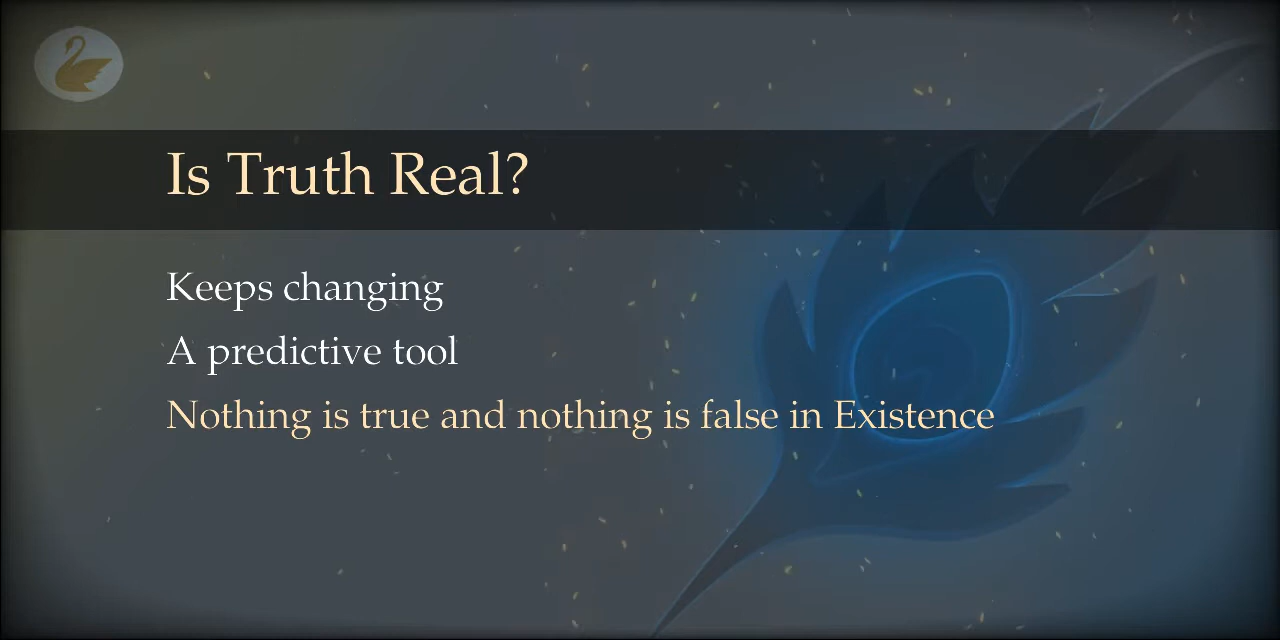 Is Truth Real?
Keeps changing
A predictive tool
Nothing is true and nothing is false in Existence